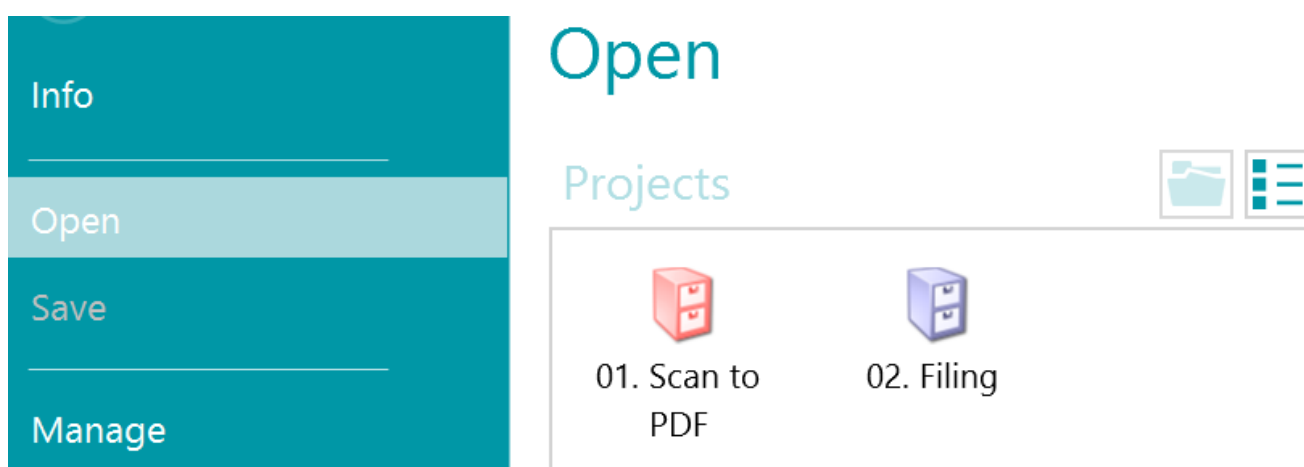 Info
Open
Save
Manage
Open
Projects
01. Scan to
PDF
02. Filing